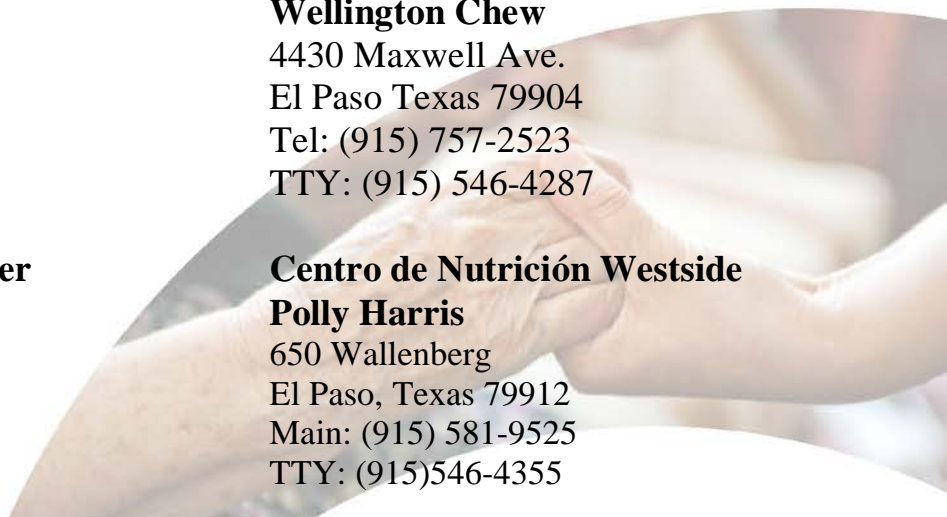 Wellington Chew
4430 Maxwell Ave.
El Paso Texas 79904
Tel: (915) 757-2523
TTY: (915) 546-4287
er
Centro de Nutrición Westside
Polly Harris
650 Wallenberg
El Paso, Texas 79912
Main: (915) 581-9525
TTY: (915)546-4355